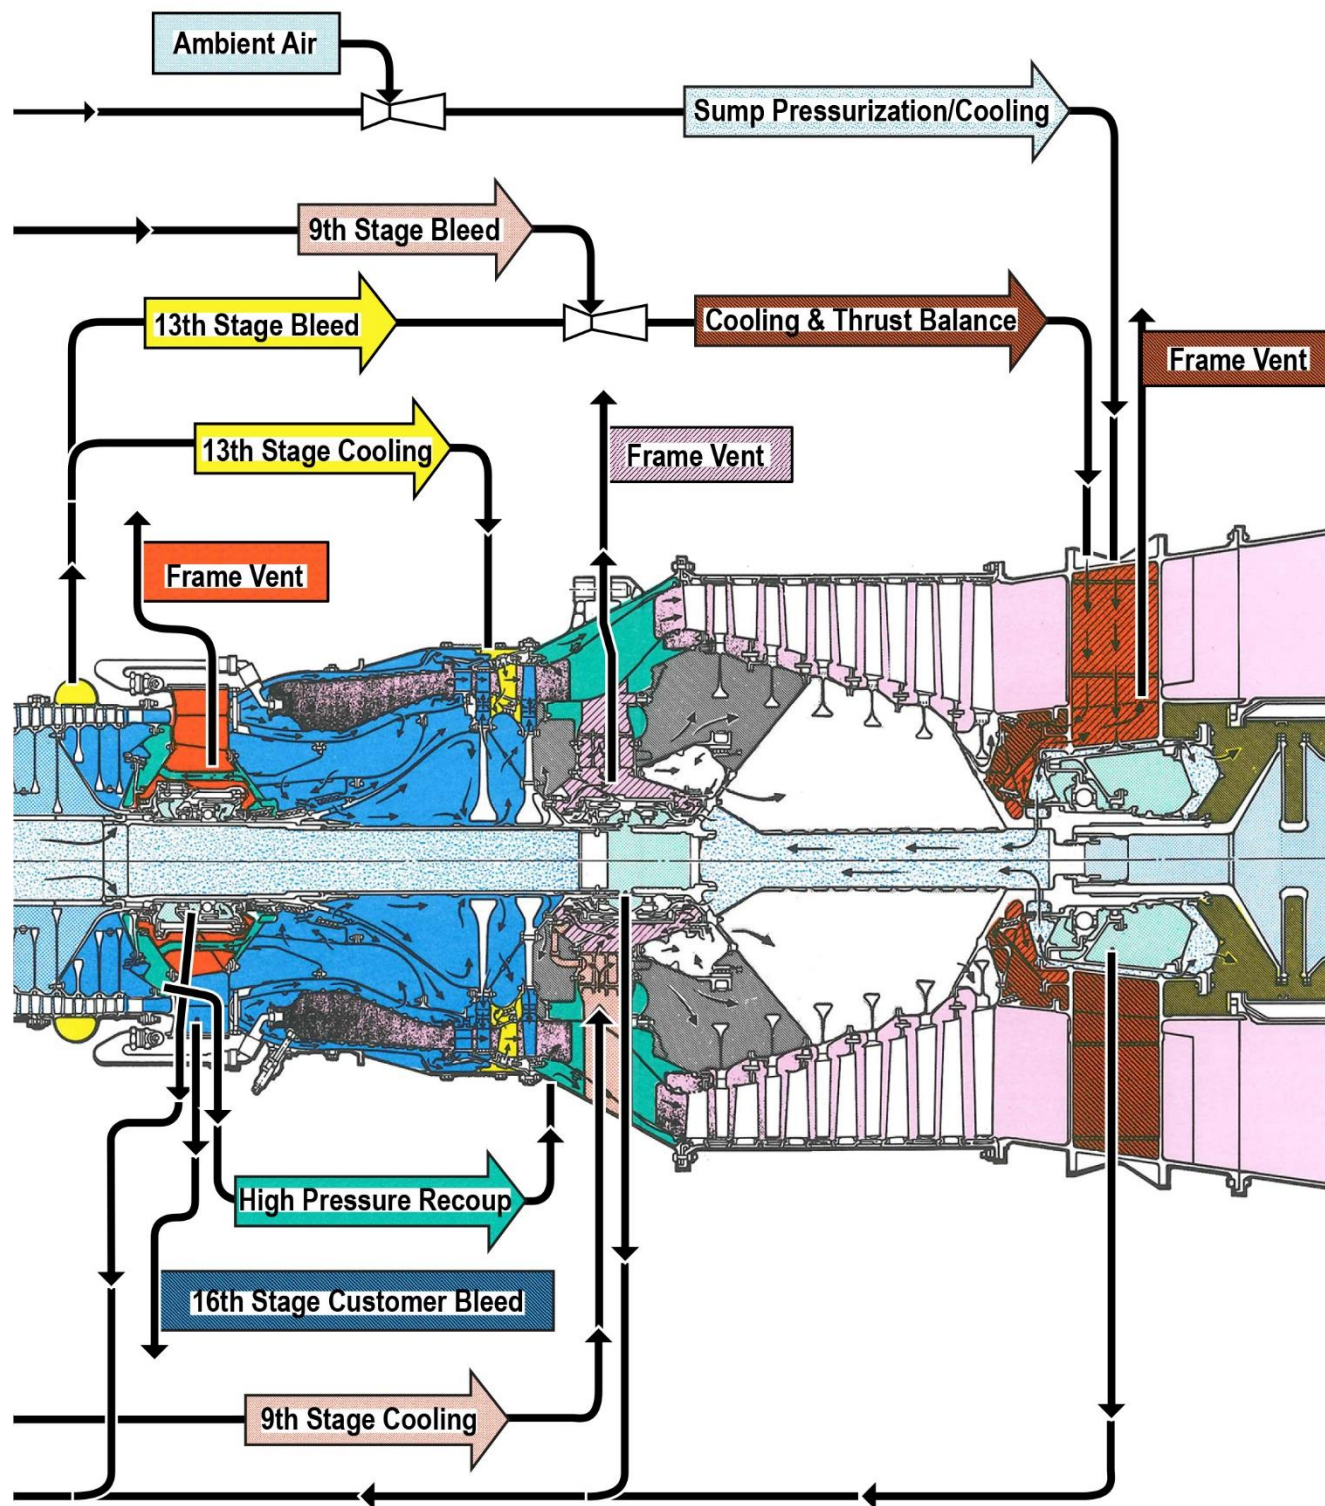 Ambient Air
Sump Pressurization/Cooling
9th Stage Bleed
13th Stage Bleed
Cooling & Thrust Balance
Frame Vent
13th Stage Cooling
Frame Vent
Frame Vent
High Pressure Recoup
16th Stage Customer Bleed
9th Stage Cooling